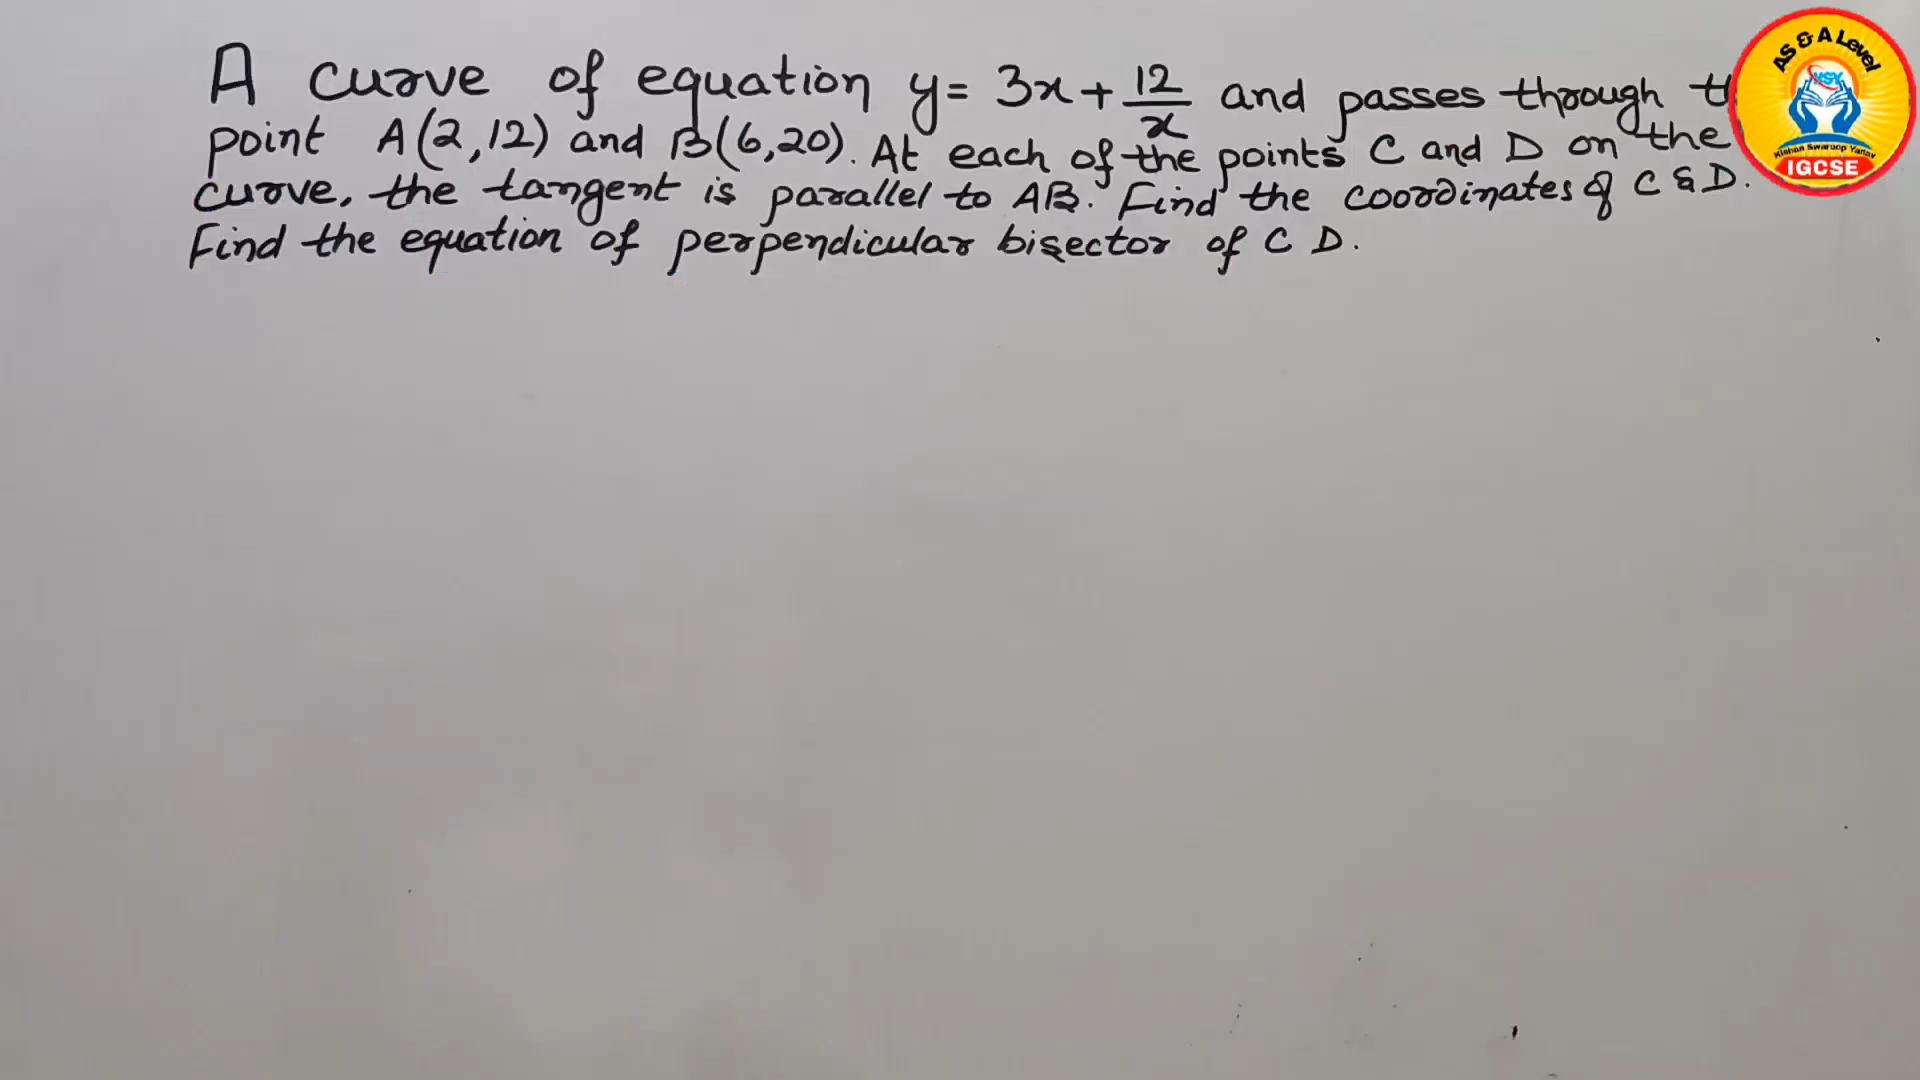 A curve of equation y = 3x + 12/x and passes through
point A(2,12) and B(6,20). At each of the points C and D on the
curve, the tangent is parallel to AB. Find the coordinates of C & D.
Find the equation of perpendicular bisector of C D.
AS & A Level
KSY
Kishan Swaroop Yadav
IGCSE